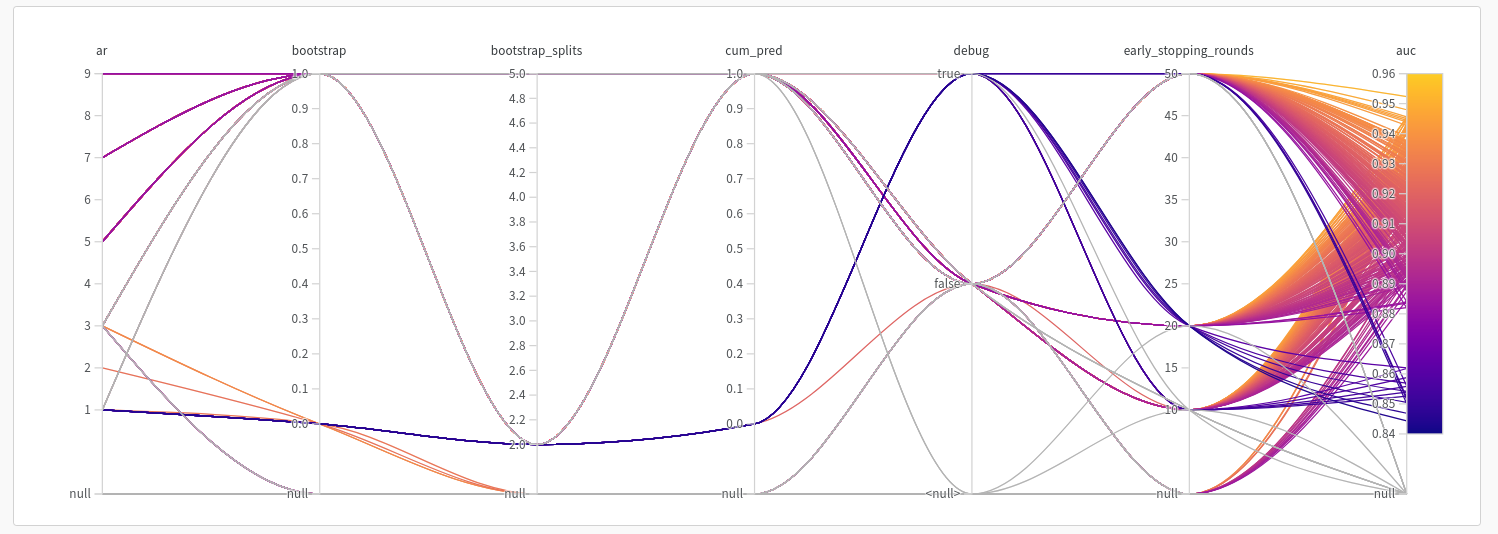 ar bootstrap bootstrap_splits cum_pred debug early_stopping_rounds auc
9 1.0 5.0 1.0 true 50 0.96
4.8 0.95
8 0.9 4.6 0.9 45
4.4 0.94
7 0.8 4.2 0.8 40 0.93
4.0
6 0.7 3.8 0.7 35 0.92
5 0.6 3.6 0.6 30 0.91
3.4
4 0.5 3.2 0.5 25 0.90
0.4 3.0 0.4 false 0.89
3 0.3 2.8 0.3 20 0.88
2 0.2 2.6 0.2 15 0.87
2.4 0.86
1 0.1 2.2 0.1 10 0.85
0.0 2.0 0.0 0.84
null null null null <null> null null